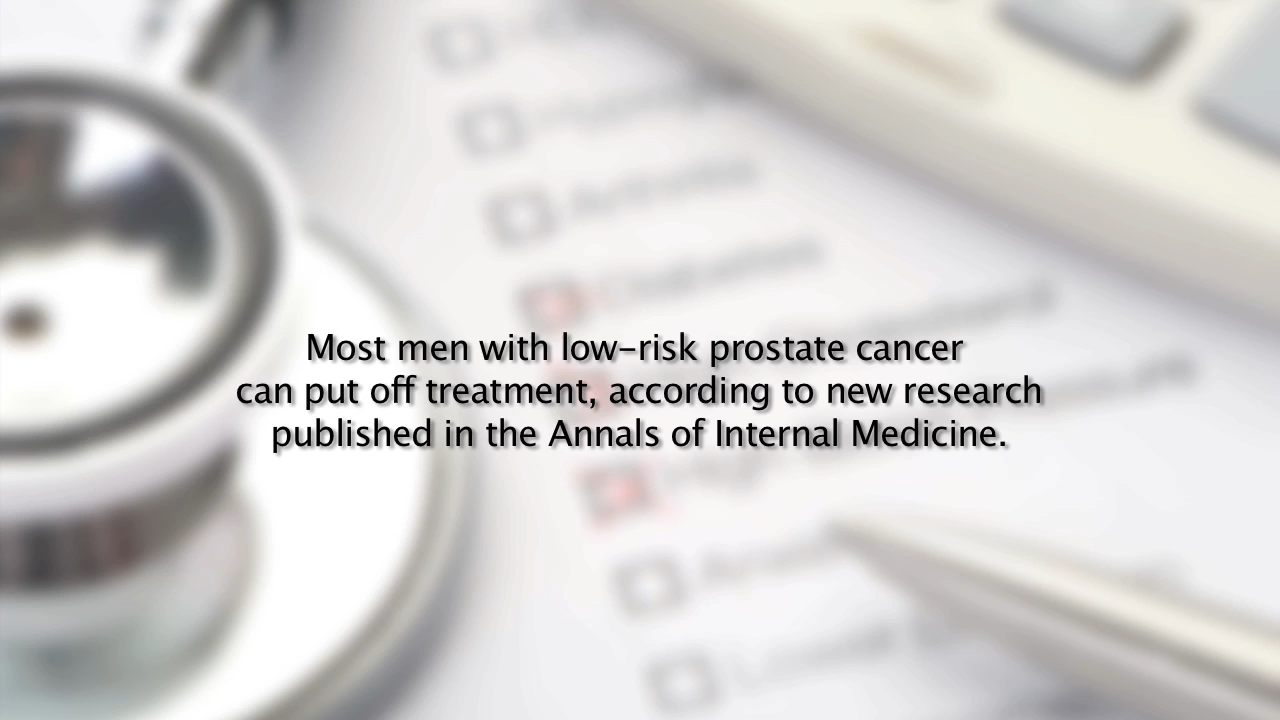 Most men with low-risk prostate cancer
can put off treatment, according to new research
published in the Annals of Internal Medicine.